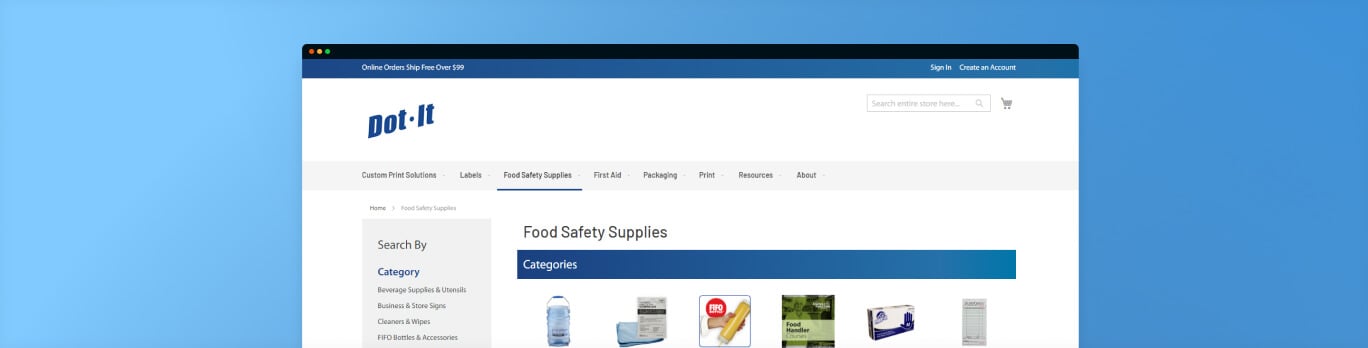 Online Orders Ship Free Over $99
Sign In Create an Account
Dot·It
Search entire store here...
Custom Print Solutions Labels Food Safety Supplies First Aid Packaging Print Resources About
Home > Food Safety Supplies
Search By
Category
Beverage Supplies & Utensils
Business & Store Signs
Cleaners & Wipes
FIFO Bottles & Accessories
Food Safety Supplies
Categories
FIFO
Food
Handler
Courses